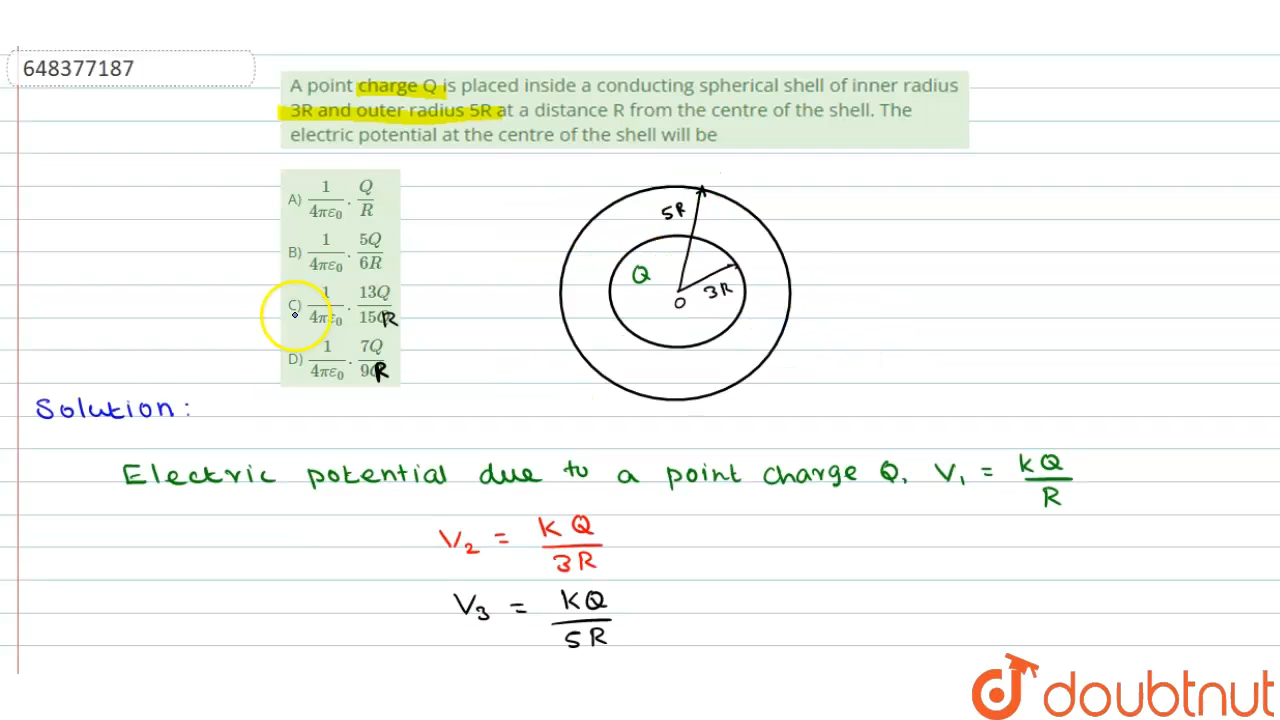 648377187
A point charge Q is placed inside a conducting spherical shell of inner radius
3R and outer radius 5R at a distance R from the centre of the shell. The
electric potential at the centre of the shell will be
A) 1/4πε₀ . Q/R
B) 1/4πε₀ . 5Q/6R
C) 1/4πε₀ . 13Q/15R
D) 1/4πε₀ . 7Q/9R
5R
Q
3R
O
Solution:
Electric potential due to a point charge Q, V₁ = kQ/R
V₂ = kQ/3R
V₃ = kQ/5R
doubtnut